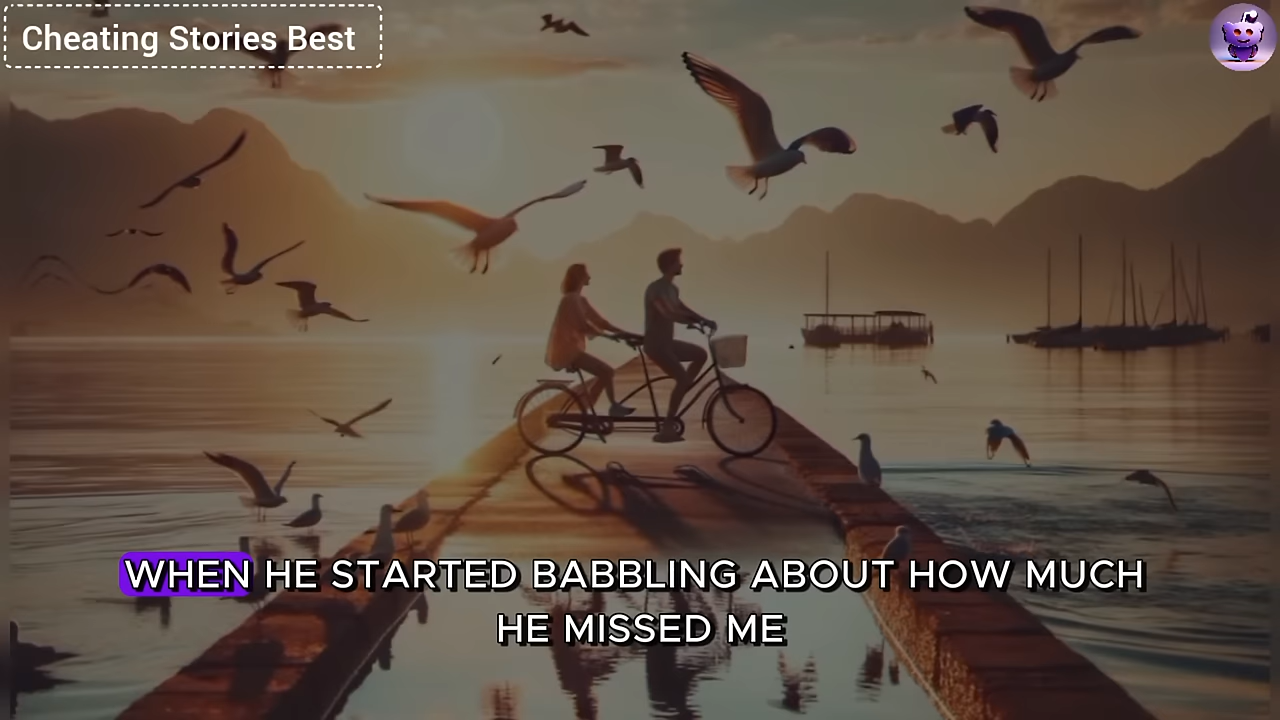 Cheating Stories Best
WHEN HE STARTED BABBLING ABOUT HOW MUCH
HE MISSED ME